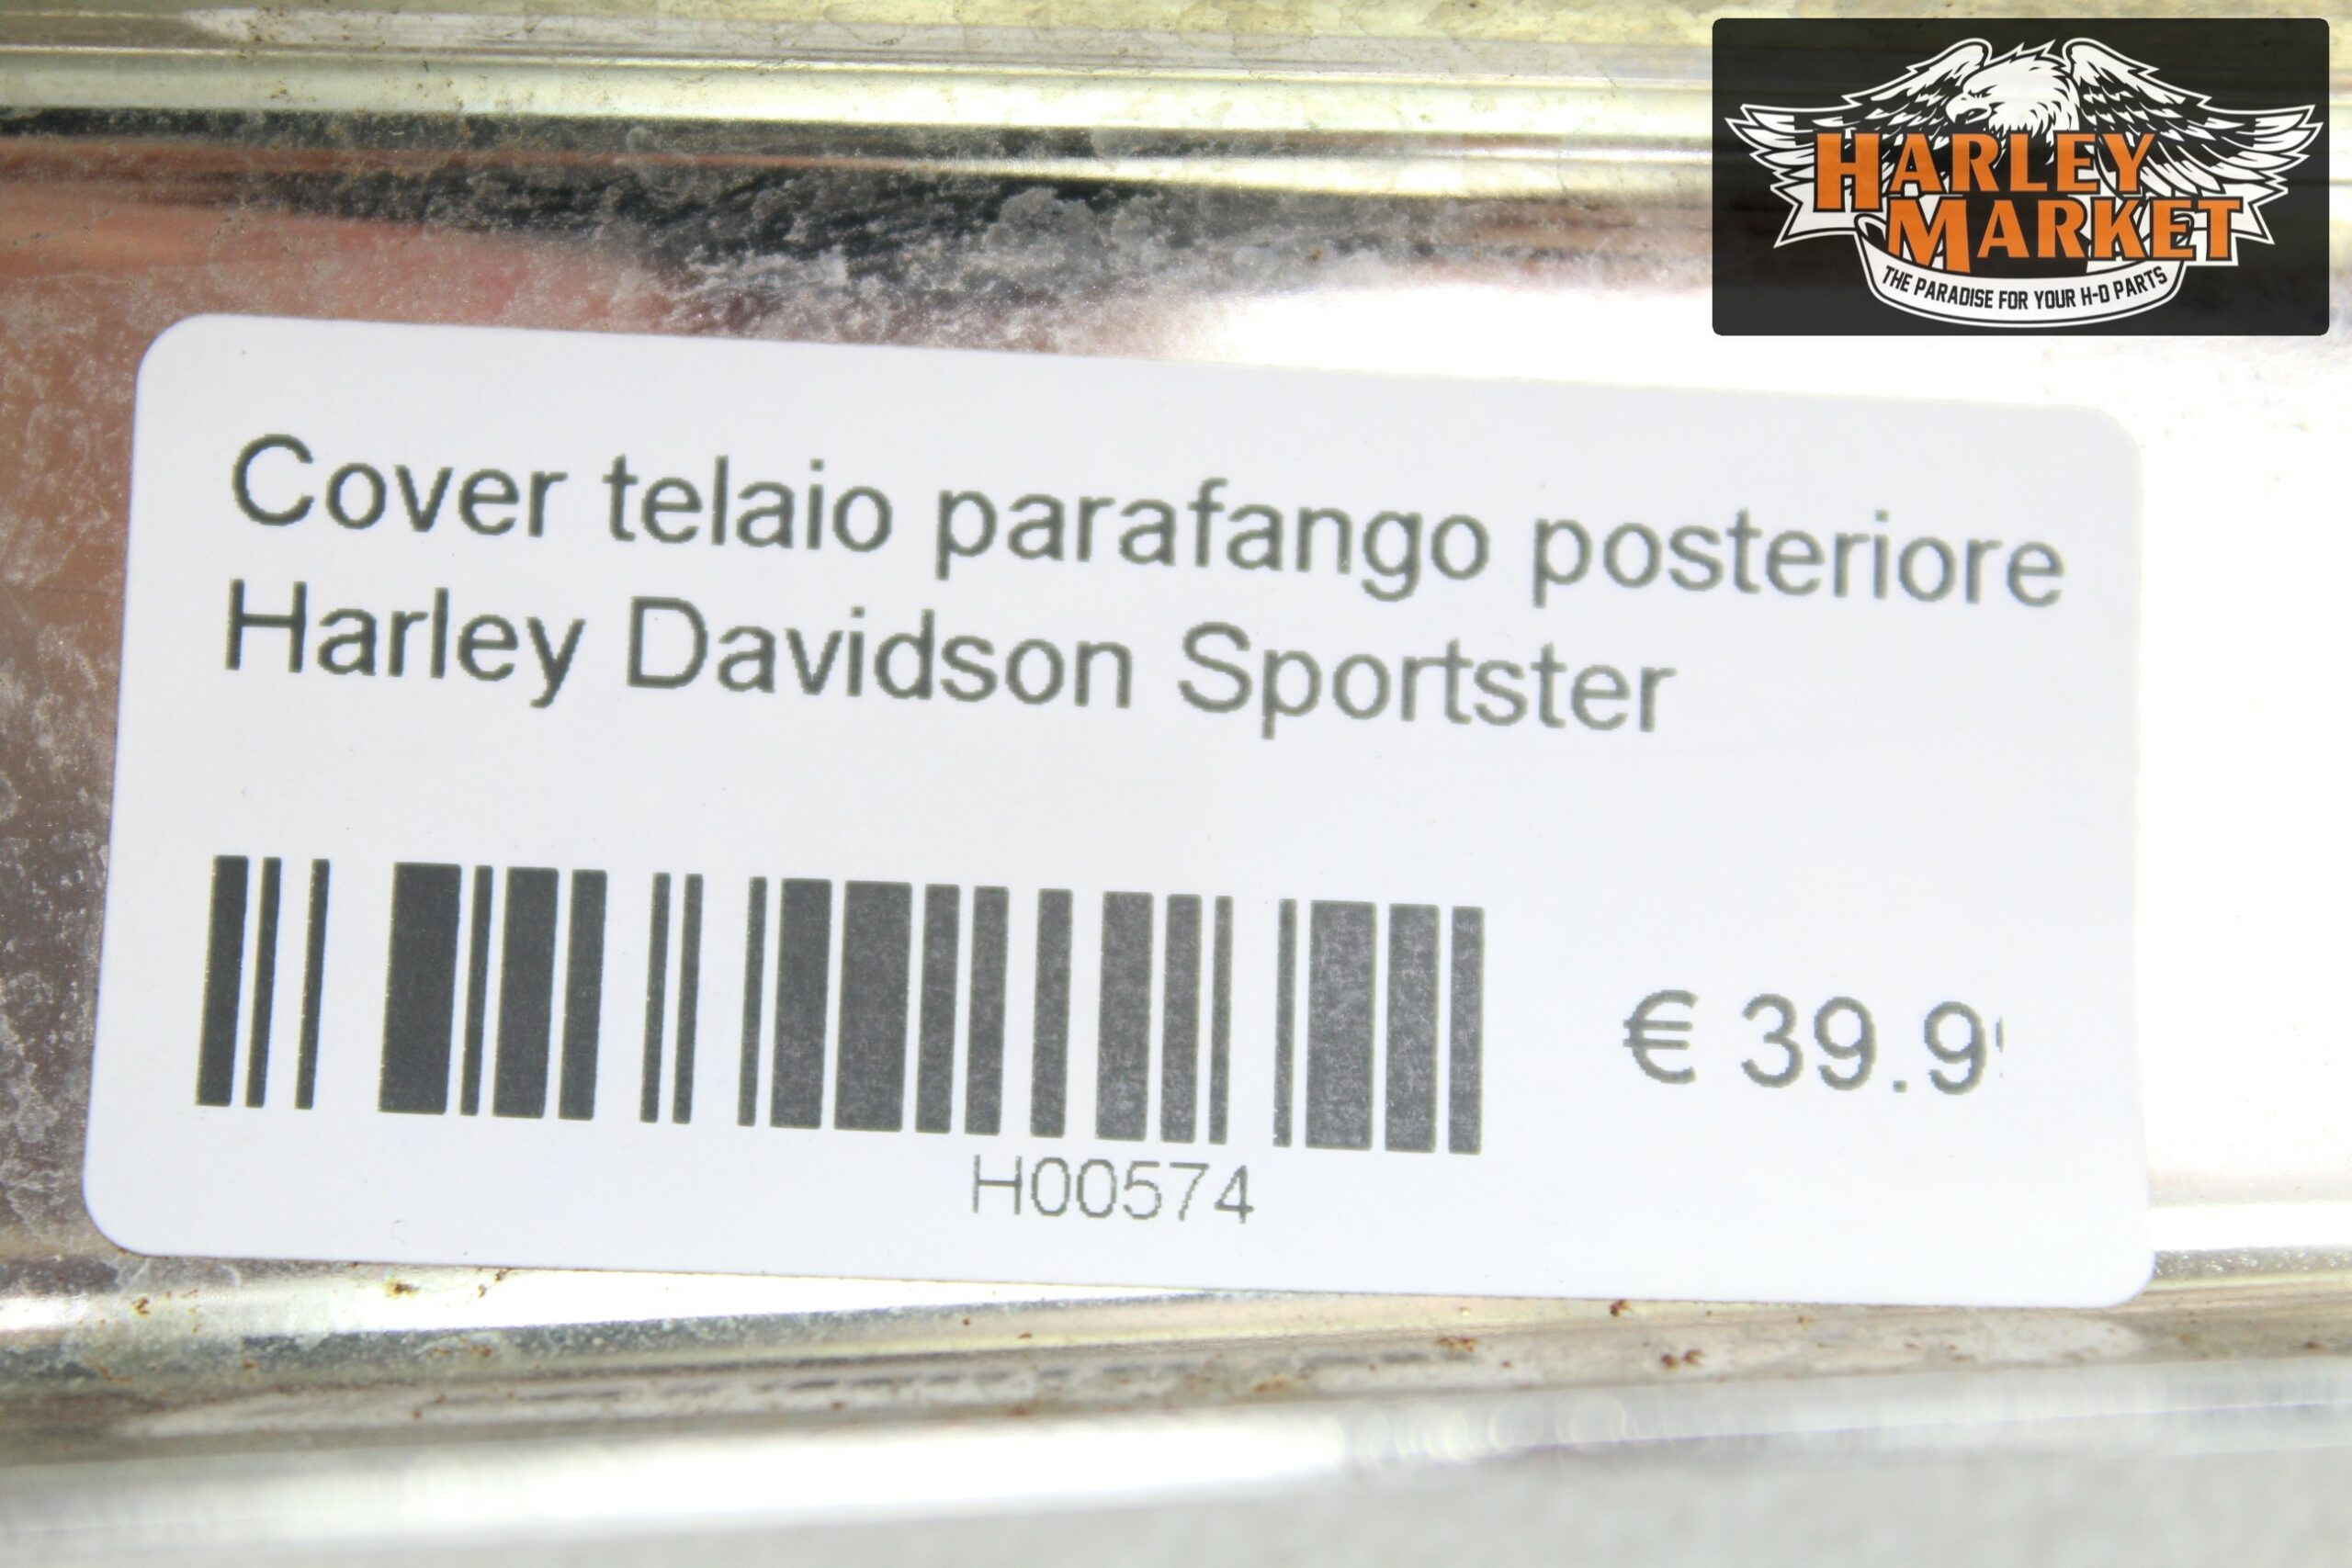 HARLEY
MARKET
THE PARADISE FOR YOUR H-D PARTS
Cover telaio parafango posteriore
Harley Davidson Sportster
€ 39.9
H00574